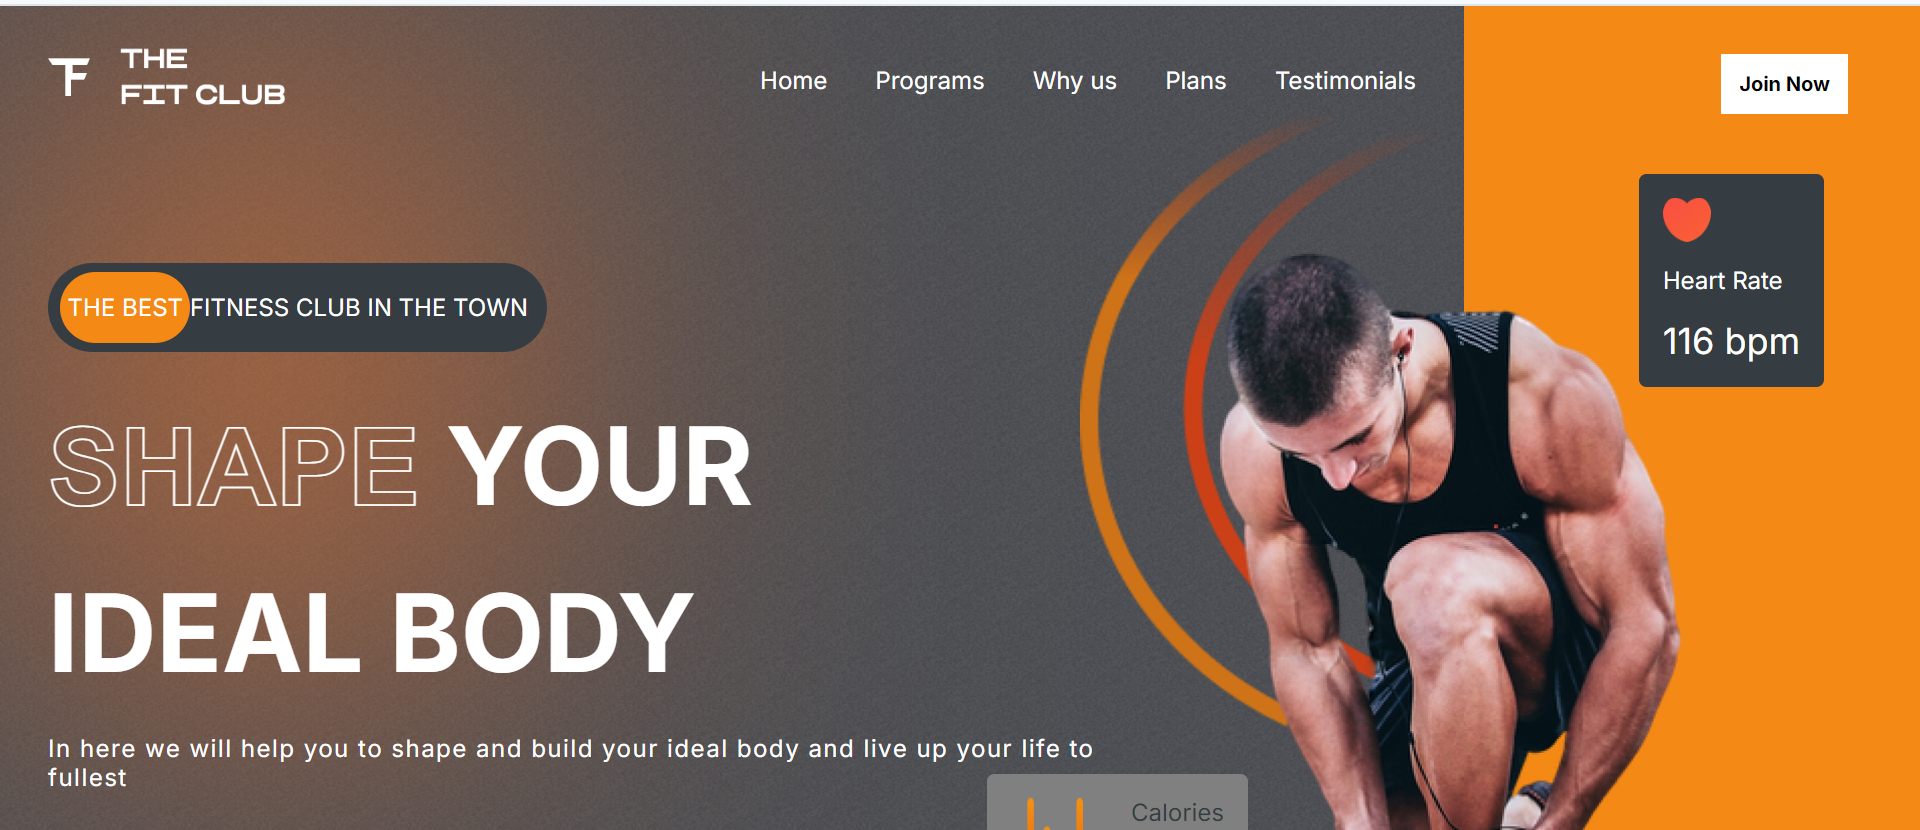 THE
FIT CLUB
Home Programs Why us Plans Testimonials
Join Now
Heart Rate
116 bpm
THE BEST FITNESS CLUB IN THE TOWN
SHAPE YOUR
IDEAL BODY
In here we will help you to shape and build your ideal body and live up your life to
fullest
Calories